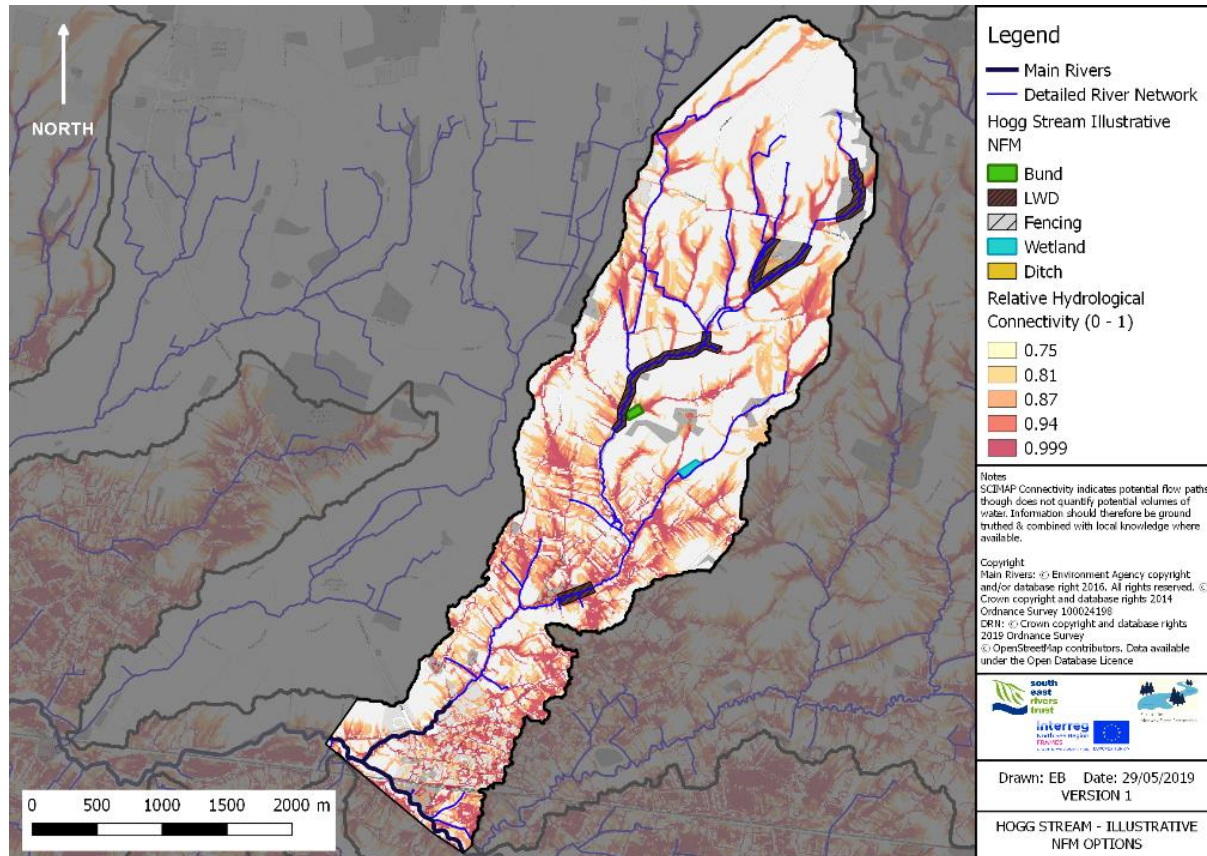 NORTH
0 500 1000 1500 2000 m
Legend
Main Rivers
Detailed River Network
Hogg Stream Illustrative
NFM
Bund
LWD
Fencing
Wetland
Ditch
Relative Hydrological
Connectivity (0 - 1)
0.75
0.81
0.87
0.94
0.999
Notes
SCIMAP Connectivity indicates potential flow paths
though does not quantify potential volumes of
water. Information should therefore be ground
truthed & combined with local knowledge where
available.
Copyright
Main Rivers: © Environment Agency copyright
and/or database right 2016. All rights reserved. ©
Crown copyright and database rights 2014
Ordnance Survey 100024198
DRN: © Crown copyright and database rights
2019 Ordnance Survey
© OpenStreetMap contributors. Data available
under the Open Database Licence
south
east
rivers
trust
Interreg
North Sea Region
FRAMES
Drawn: EB Date: 29/05/2019
VERSION 1
HOGG STREAM - ILLUSTRATIVE
NFM OPTIONS